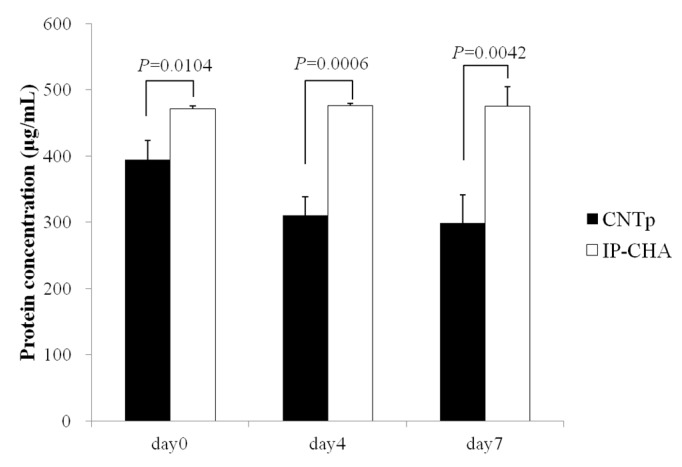 600
500
400
300
200
100
0
Protein concentration (µg/mL)
P=0.0104
P=0.0006
P=0.0042
day0
day4
day7
CNTp
IP-CHA